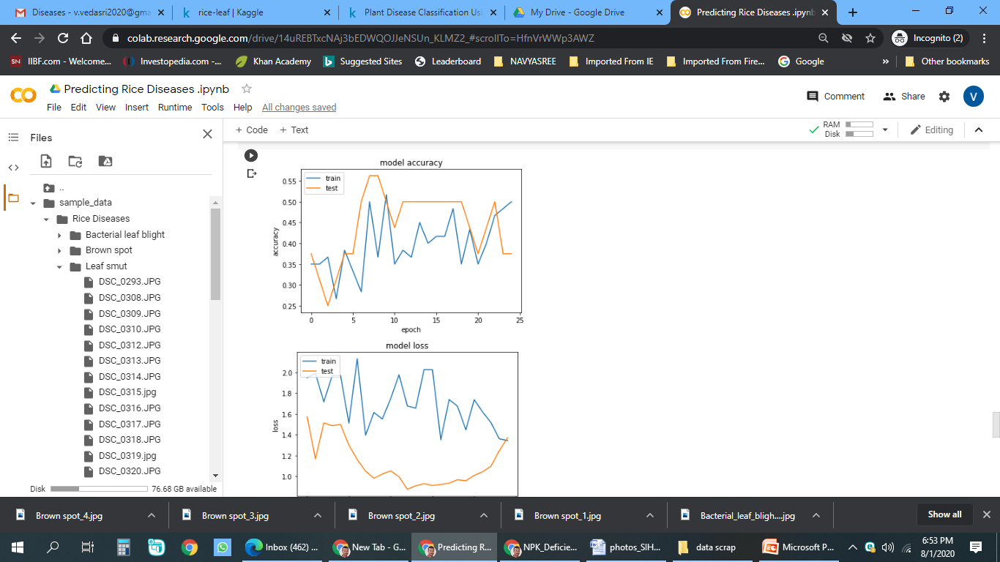 Diseases - v.vedasri2020@gma
rice-leaf | Kaggle
Plant Disease Classification Usi
My Drive - Google Drive
Predicting Rice Diseases .ipynb
colab.research.google.com/drive/14uREBTxcNAj3bEDWQOJJeNSUn_KLMZ2_#scrollTo=HfnVrWWp3AWZ
Incognito (2)
IIBF.com - Welcome...
Investopedia.com -...
Khan Academy
Suggested Sites
Leaderboard
NAVYASREE
Imported From IE
Imported From Fire...
Google
»
Other bookmarks
Predicting Rice Diseases .ipynb
File Edit View Insert Runtime Tools Help All changes saved
Comment
Share
V
Files
+ Code + Text
RAM
Disk
Editing
..
sample_data
Rice Diseases
Bacterial leaf blight
Brown spot
Leaf smut
DSC_0293.JPG
DSC_0308.JPG
DSC_0309.JPG
DSC_0310.JPG
DSC_0312.JPG
DSC_0313.JPG
DSC_0314.JPG
DSC_0315.jpg
DSC_0316.JPG
DSC_0317.JPG
DSC_0318.JPG
DSC_0319.jpg
DSC_0320.JPG
Disk 76.68 GB available
model accuracy
train
test
0.55
0.50
0.45
0.40
0.35
0.30
0.25
accuracy
0 5 10 15 20 25
epoch
model loss
train
test
2.0
1.8
1.6
1.4
1.2
1.0
loss
Brown spot_4.jpg
Brown spot_3.jpg
Brown spot_2.jpg
Brown spot_1.jpg
Bacterial_leaf_bligh....jpg
Show all
Inbox (462) ...
New Tab - G...
Predicting R...
NPK_Deficie...
photos_SIH...
data scrap
Microsoft P...
6:53 PM
8/1/2020